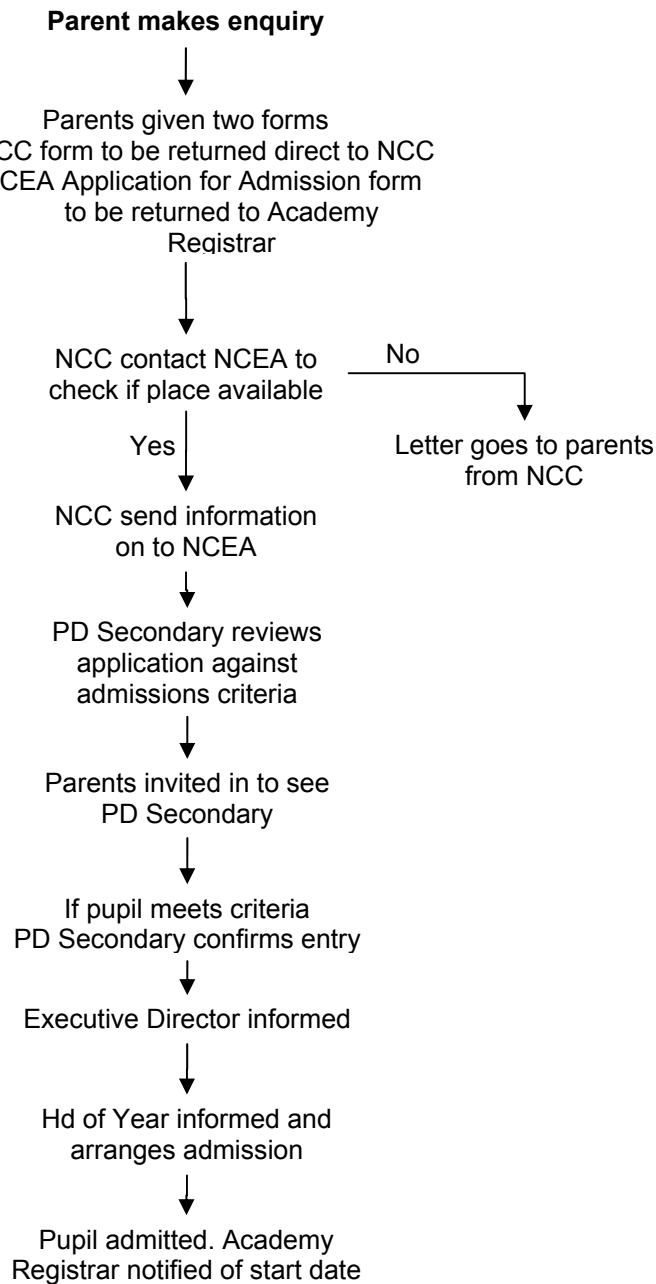 Parent makes enquiry
Parents given two forms
CC form to be returned direct to NCC
CEA Application for Admission form
to be returned to Academy
Registrar
NCC contact NCEA to
check if place available
No
Yes
Letter goes to parents
from NCC
NCC send information
on to NCEA
PD Secondary reviews
application against
admissions criteria
Parents invited in to see
PD Secondary
If pupil meets criteria
PD Secondary confirms entry
Executive Director informed
Hd of Year informed and
arranges admission
Pupil admitted. Academy
Registrar notified of start date